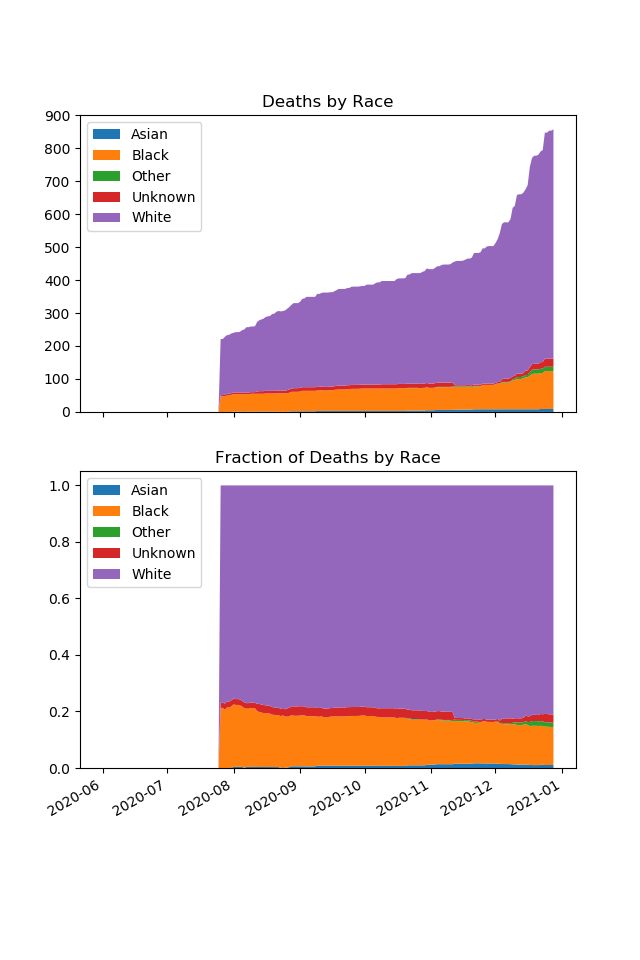 Deaths by Race
900
800
700
600
500
400
300
200
100
0
Asian
Black
Other
Unknown
White
Fraction of Deaths by Race
1.0
0.8
0.6
0.4
0.2
0.0
Asian
Black
Other
Unknown
White
2020-06
2020-07
2020-08
2020-09
2020-10
2020-11
2020-12
2021-01